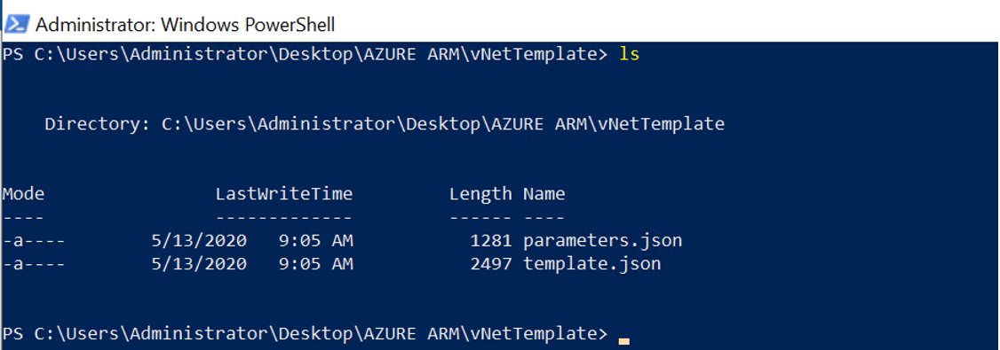 Administrator: Windows PowerShell
PS C:\Users\Administrator\Desktop\AZURE ARM\vNetTemplate> ls
Directory: C:\Users\Administrator\Desktop\AZURE ARM\vNetTemplate
Mode                LastWriteTime         Length Name
----                -------------         ------ ----
-a----        5/13/2020   9:05 AM           1281 parameters.json
-a----        5/13/2020   9:05 AM           2497 template.json
PS C:\Users\Administrator\Desktop\AZURE ARM\vNetTemplate>